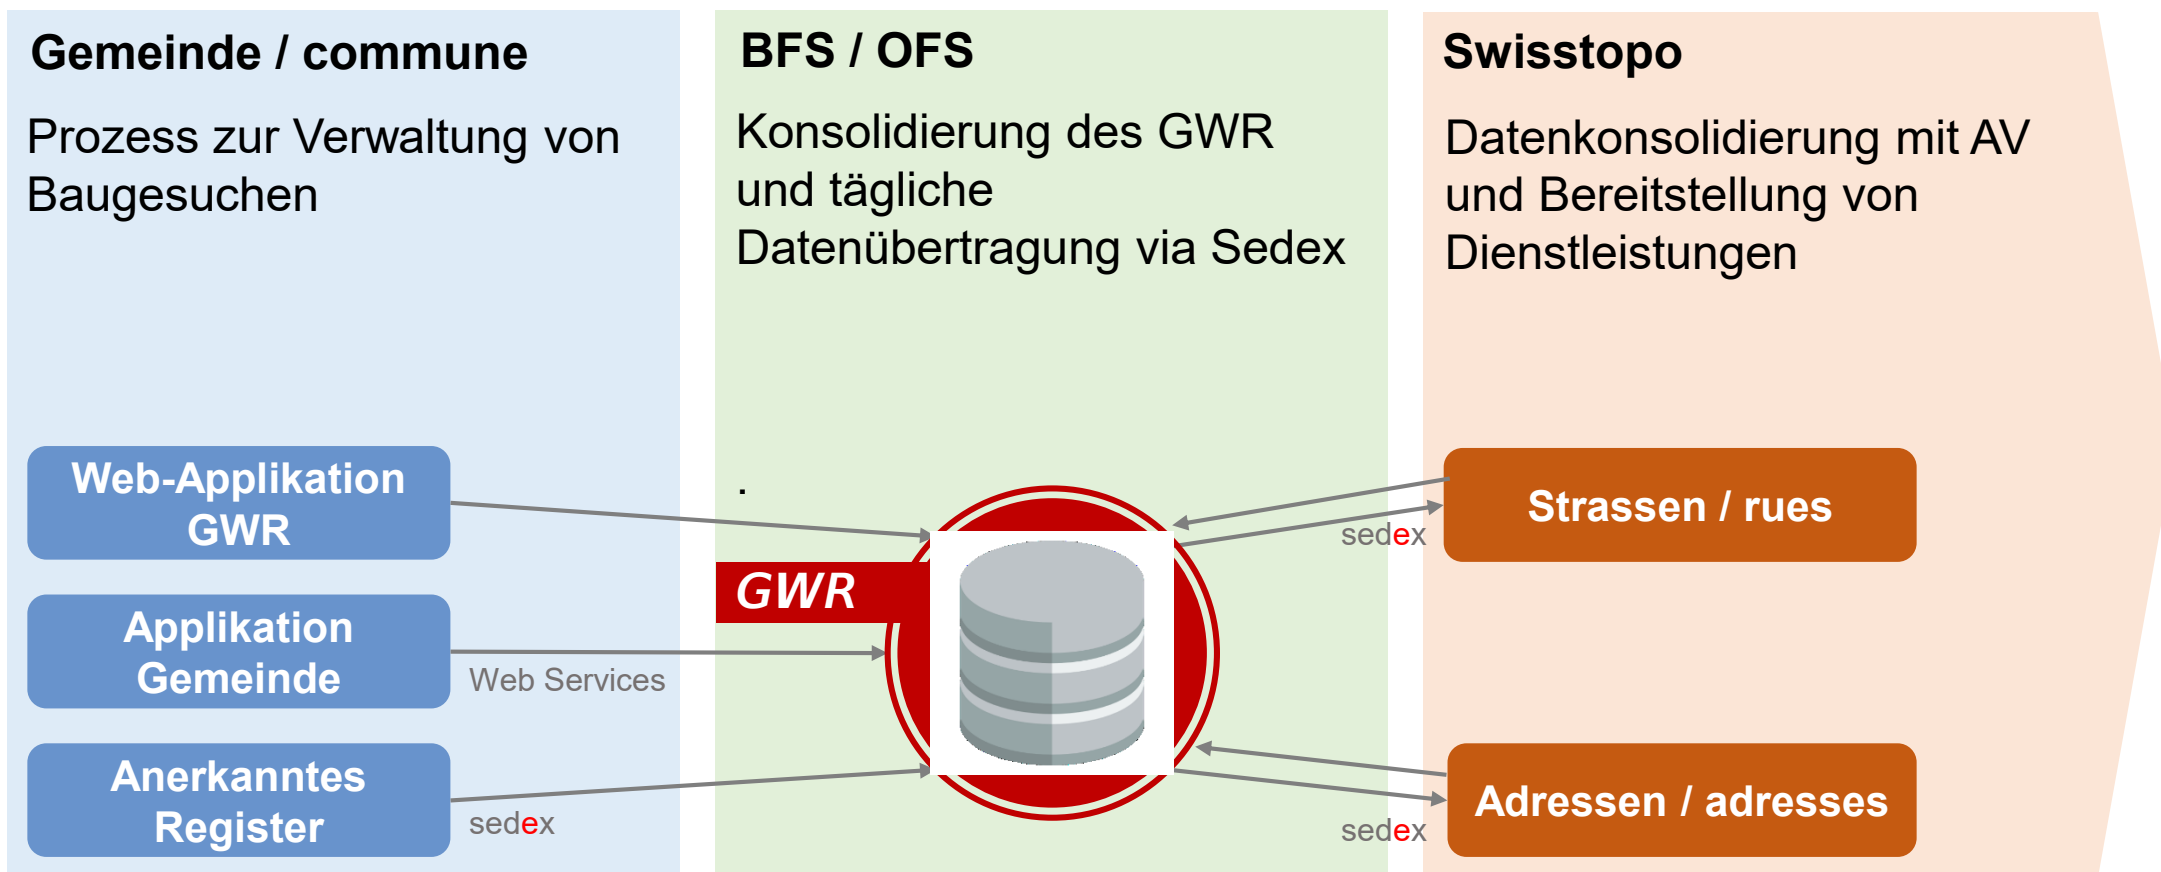 Gemeinde / commune
Prozess zur Verwaltung von
Baugesuchen
Web-Applikation
GWR
Applikation
Gemeinde
Web Services
Anerkanntes
Register
sedex
BFS / OFS
Konsolidierung des GWR
und tägliche
Datenübertragung via Sedex
.
GWR
Swisstopo
Datenkonsolidierung mit AV
und Bereitstellung von
Dienstleistungen
sedex
Strassen / rues
sedex
Adressen / adresses